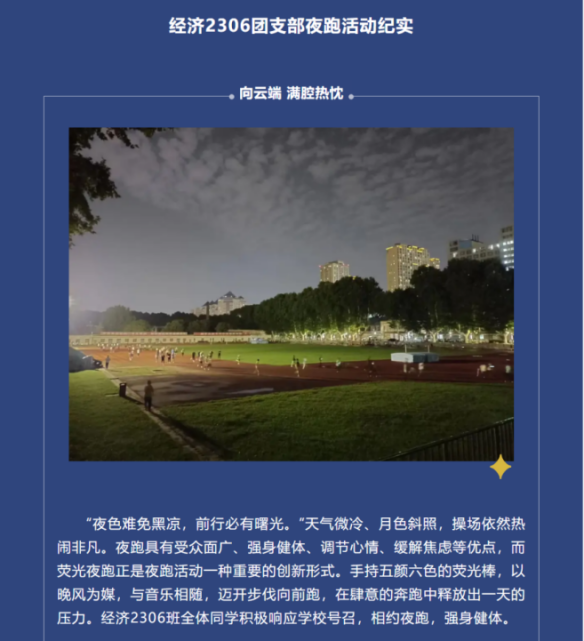 经济2306团支部夜跑活动纪实
向云端 满腔热忱
“夜色难免黑凉，前行必有曙光。”天气微冷、月色斜照，操场依然热
闹非凡。夜跑具有受众面广、强身健体、调节心情、缓解焦虑等优点，而
荧光夜跑正是夜跑活动一种重要的创新形式。手持五颜六色的荧光棒，以
晚风为媒，与音乐相随，迈开步伐向前跑，在肆意的奔跑中释放出一天的
压力。经济2306班全体同学积极响应学校号召，相约夜跑，强身健体。